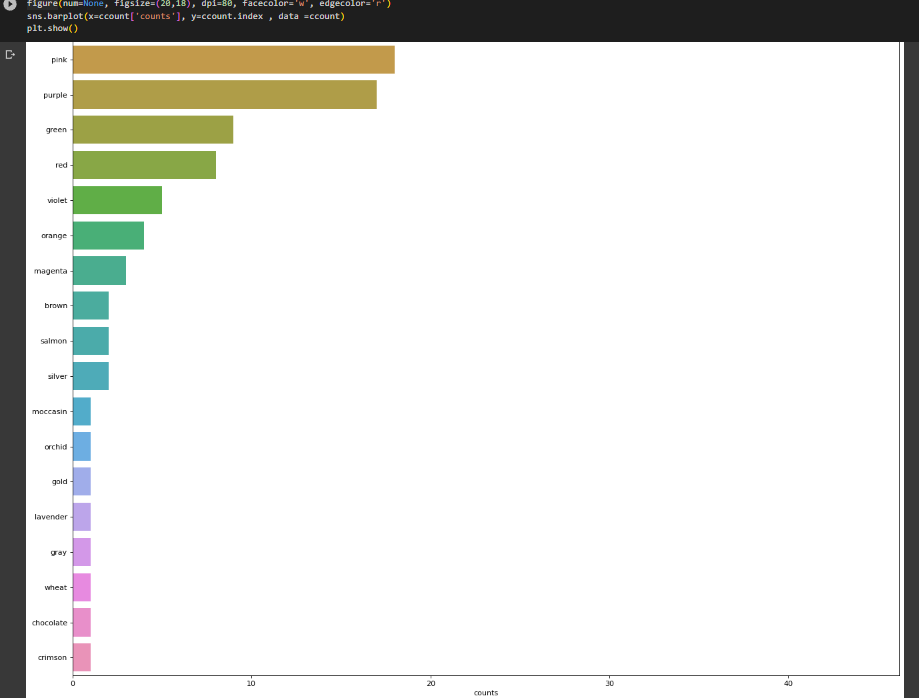 figure(num=None, figsize=(20,18), dpi=80, facecolor='w', edgecolor='r')
sns.barplot(x=ccount['counts'], y=ccount.index , data =ccount)
plt.show()
pink
purple
green
red
violet
orange
magenta
brown
salmon
silver
moccasin
orchid
gold
lavender
gray
wheat
chocolate
crimson
0 10 20 30 40
counts